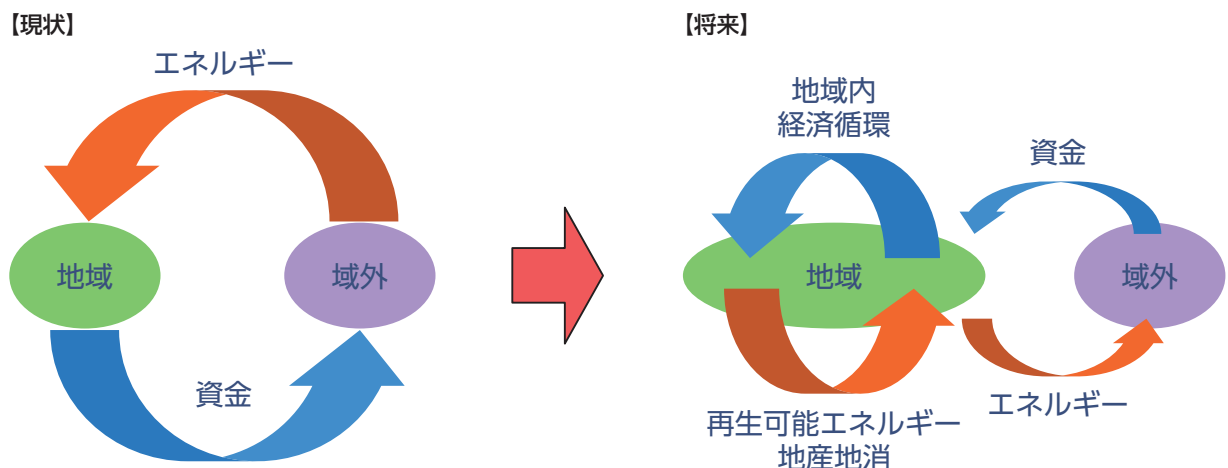 【現状】
エネルギー
地域
域外
資金
【将来】
地域内
経済循環
資金
地域
域外
再生可能エネルギー
地産地消
エネルギー